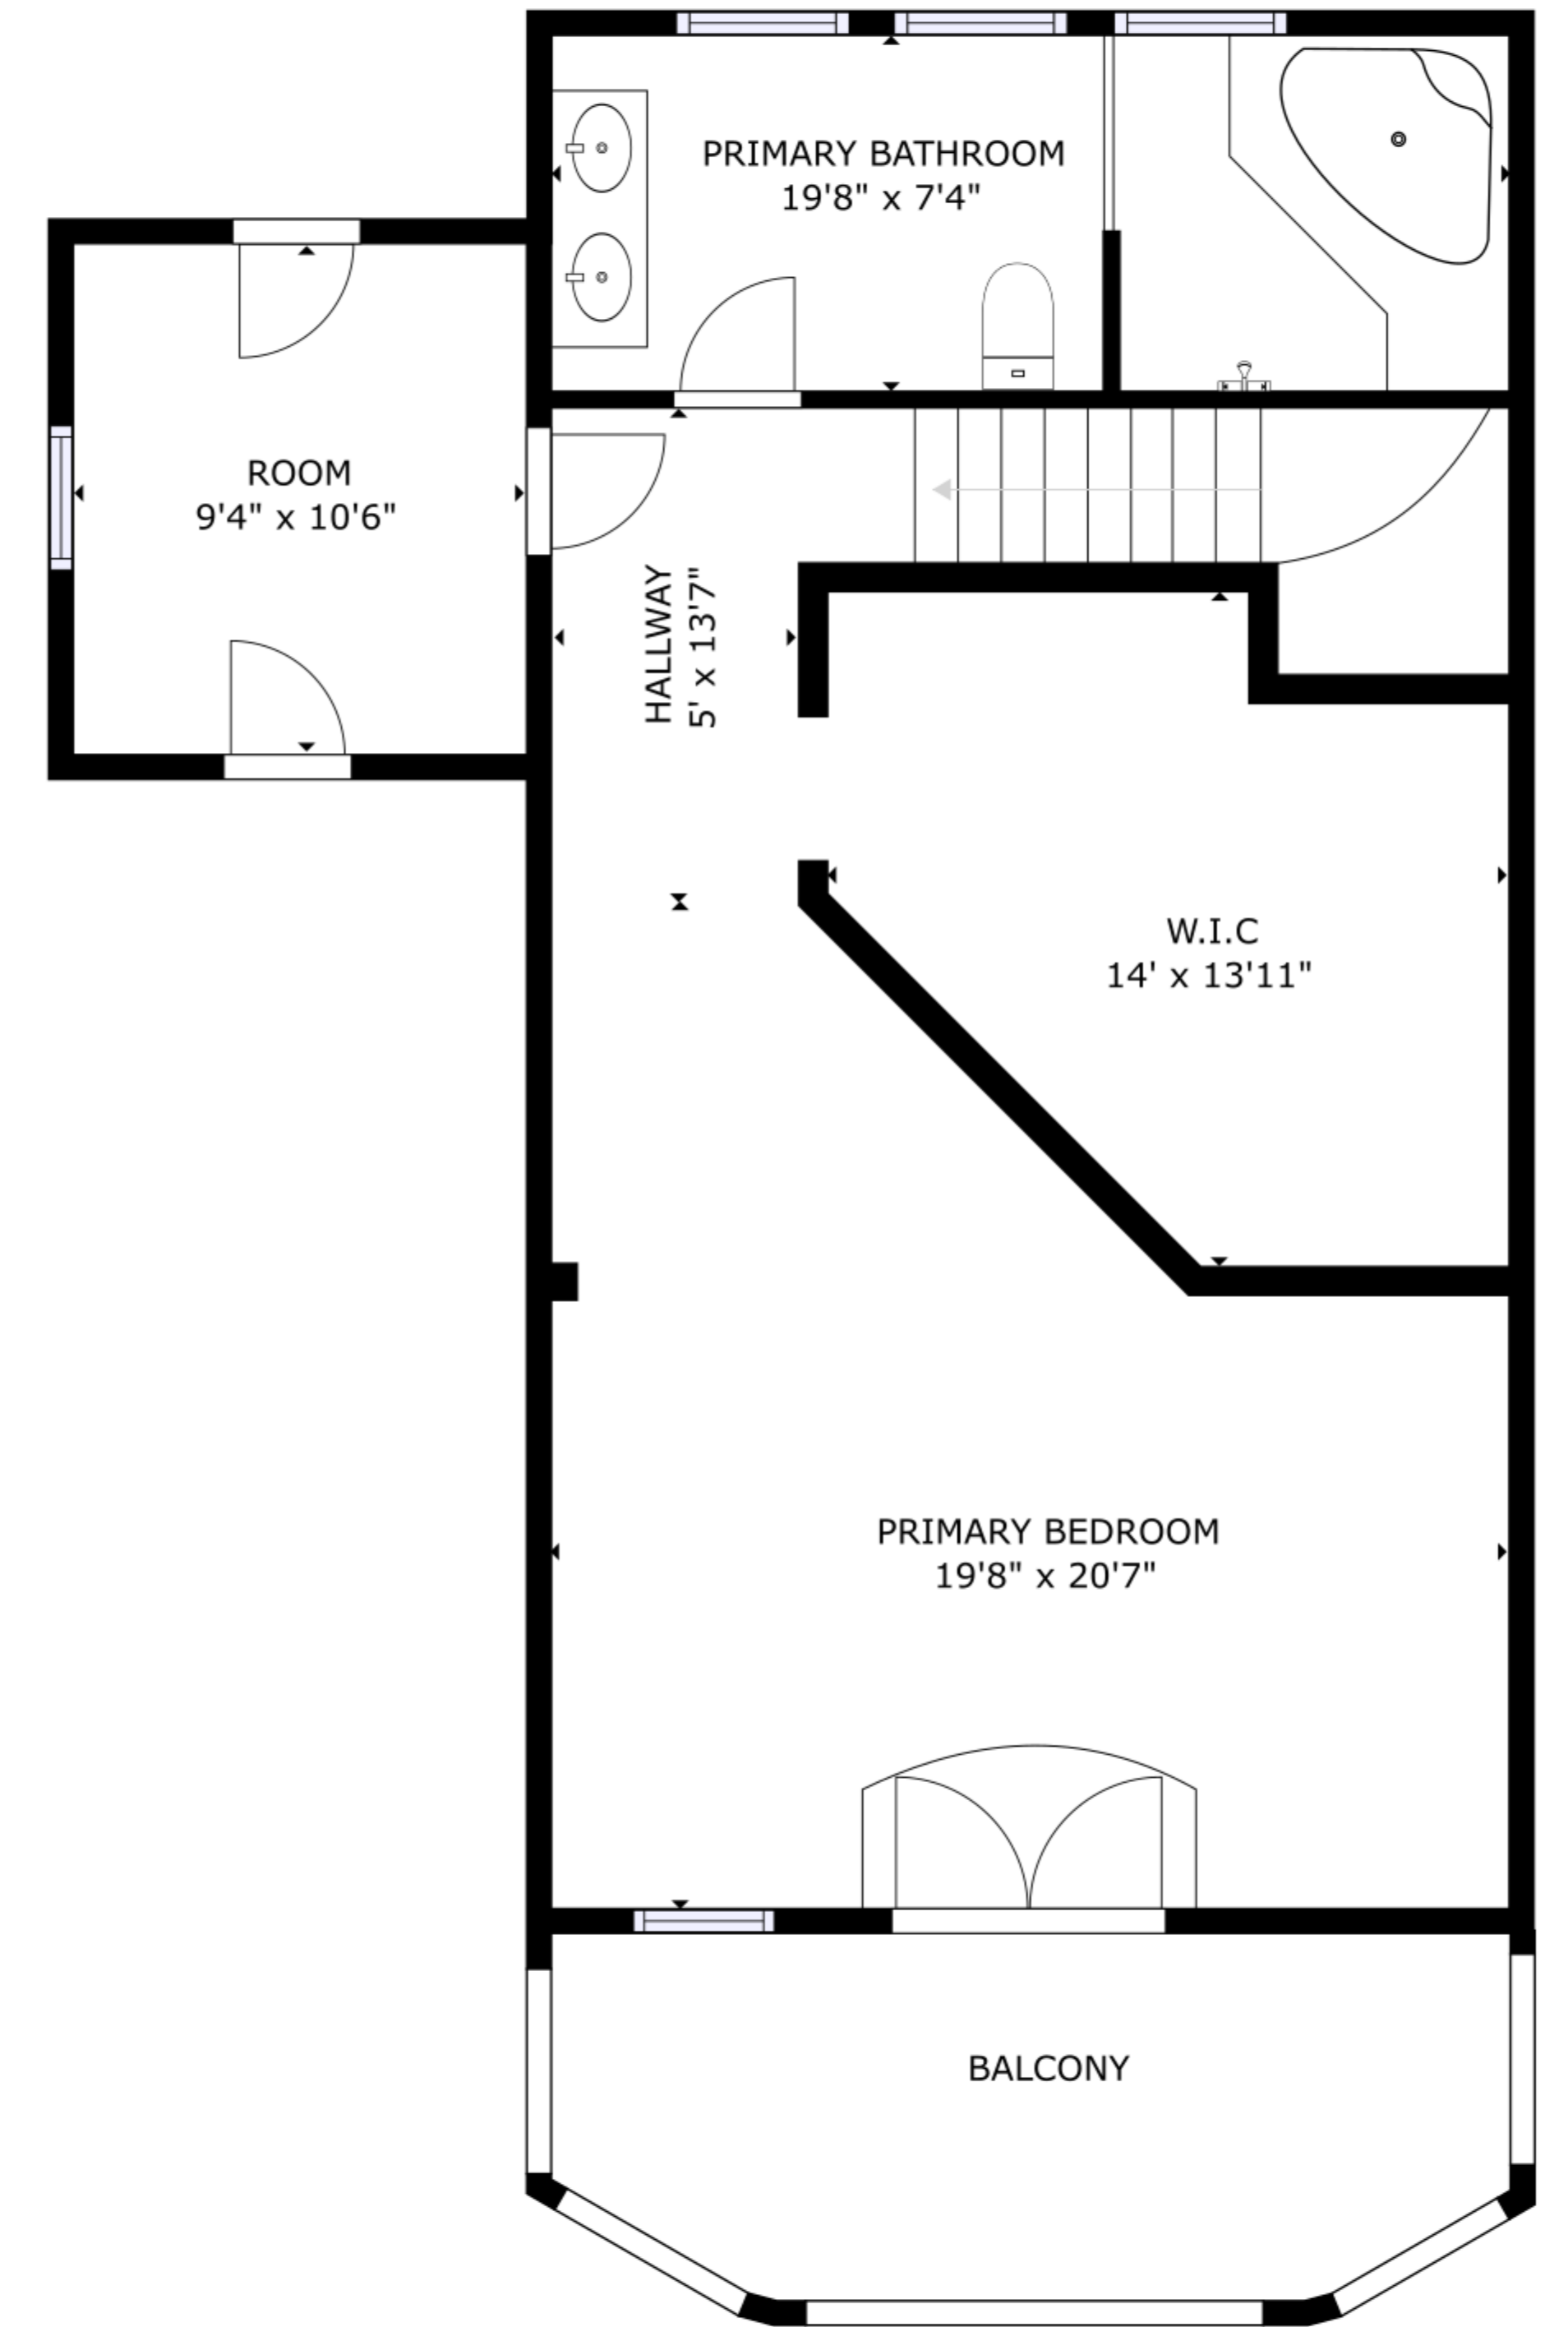 PRIMARY BATHROOM
19'8" x 7'4"
ROOM
9'4" x 10'6"
HALLWAY
5' x 13'7"
W.I.C
14' x 13'11"
PRIMARY BEDROOM
19'8" x 20'7"
BALCONY